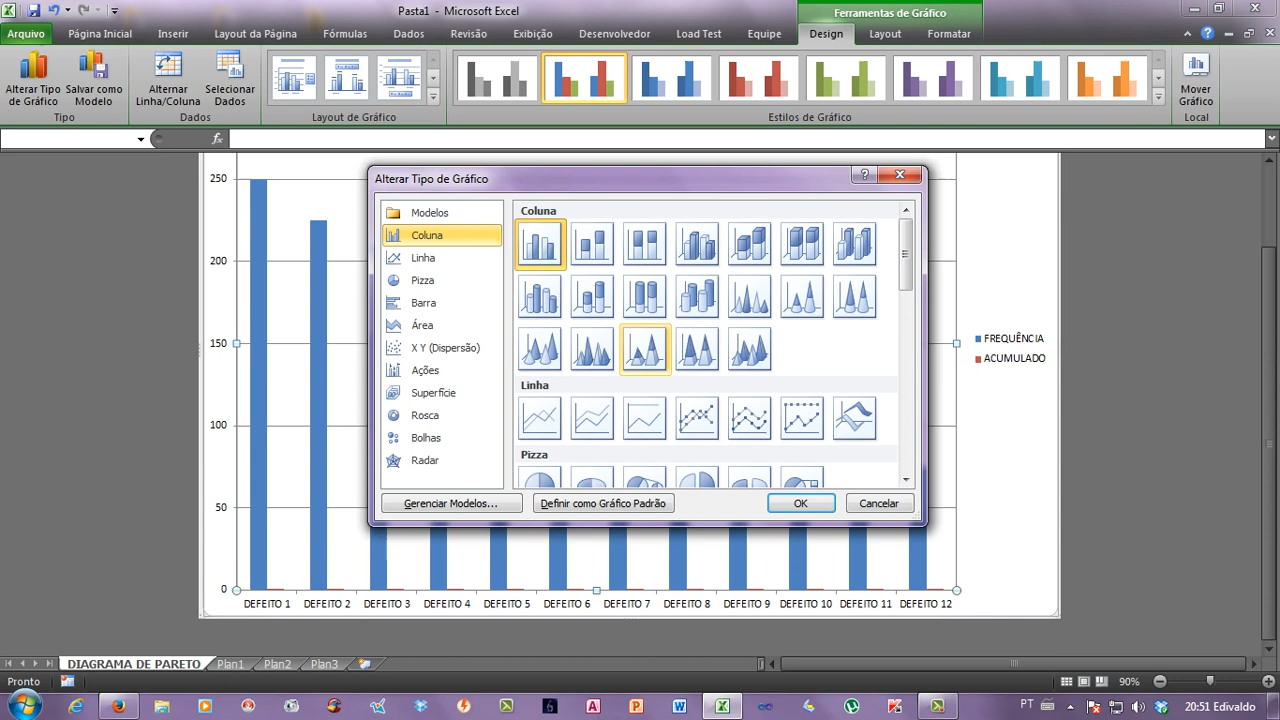 Pasta1 - Microsoft Excel
Ferramentas de Gráfico
Arquivo
Página Inicial
Inserir
Layout da Página
Fórmulas
Dados
Revisão
Exibição
Desenvolvedor
Load Test
Equipe
Design
Layout
Formatar
Alterar Tipo
de Gráfico
Salvar como
Modelo
Alternar
Linha/Coluna
Selecionar
Dados
Mover
Gráfico
Tipo
Dados
Layout de Gráfico
Estilos de Gráfico
Local
fx
Alterar Tipo de Gráfico
Modelos
Coluna
Linha
Pizza
Barra
Área
X Y (Dispersão)
Ações
Superfície
Rosca
Bolhas
Radar
Coluna
Linha
Pizza
Gerenciar Modelos...
Definir como Gráfico Padrão
OK
Cancelar
250
200
150
100
50
0
FREQUÊNCIA
ACUMULADO
DEFEITO 1
DEFEITO 2
DEFEITO 3
DEFEITO 4
DEFEITO 5
DEFEITO 6
DEFEITO 7
DEFEITO 8
DEFEITO 9
DEFEITO 10
DEFEITO 11
DEFEITO 12
DIAGRAMA DE PARETO
Plan1
Plan2
Plan3
Pronto
90%
PT
20:51 Edivaldo